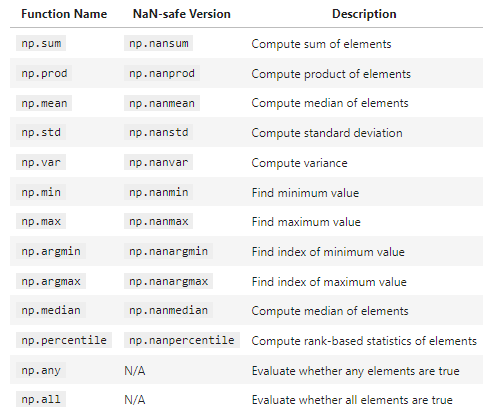 Function Name NaN-safe Version Description
np.sum np.nansum Compute sum of elements
np.prod np.nanprod Compute product of elements
np.mean np.nanmean Compute median of elements
np.std np.nanstd Compute standard deviation
np.var np.nanvar Compute variance
np.min np.nanmin Find minimum value
np.max np.nanmax Find maximum value
np.argmin np.nanargmin Find index of minimum value
np.argmax np.nanargmax Find index of maximum value
np.median np.nanmedian Compute median of elements
np.percentile np.nanpercentile Compute rank-based statistics of elements
np.any N/A Evaluate whether any elements are true
np.all N/A Evaluate whether all elements are true